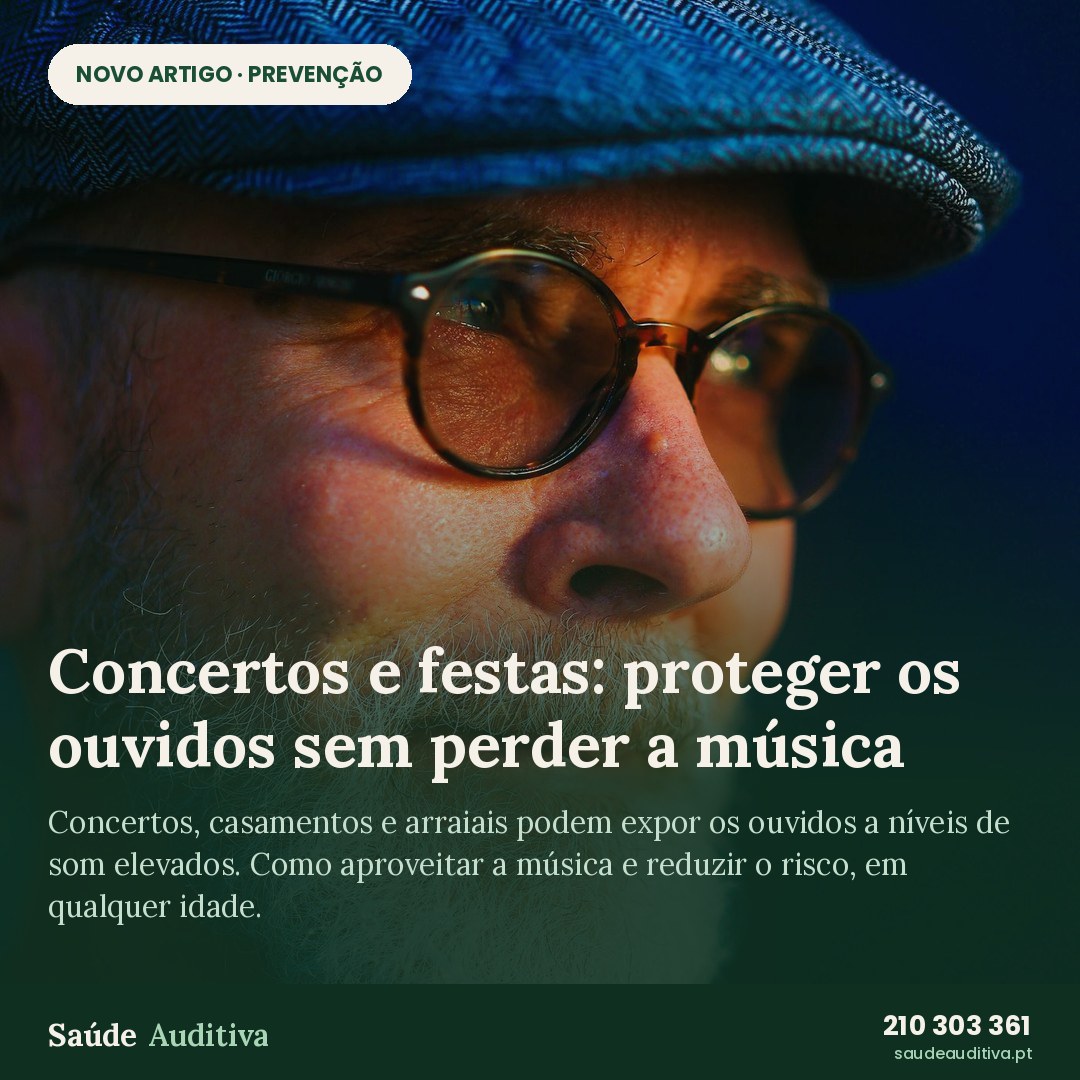 NOVO ARTIGO · PREVENÇÃO
Concertos e festas: proteger os
ouvidos sem perder a música
Concertos, casamentos e arraiais podem expor os ouvidos a níveis de
som elevados. Como aproveitar a música e reduzir o risco, em
qualquer idade.
Saúde Auditiva
210 303 361
saudeauditiva.pt